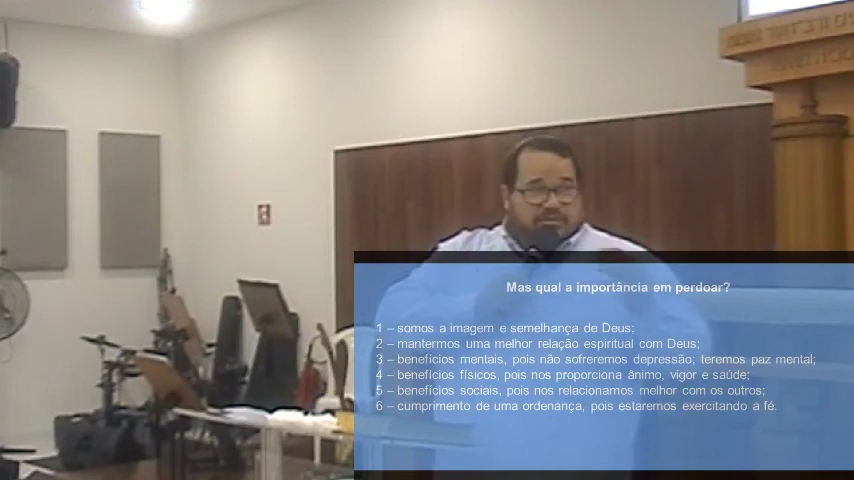 Mas qual a importância em perdoar?
1 – somos a imagem e semelhança de Deus;
2 – mantermos uma melhor relação espiritual com Deus;
3 – benefícios mentais, pois não sofreremos depressão; teremos paz mental;
4 – benefícios físicos, pois nos proporciona ânimo, vigor e saúde;
5 – benefícios sociais, pois nos relacionamos melhor com os outros;
6 – cumprimento de uma ordenança, pois estaremos exercitando a fé.